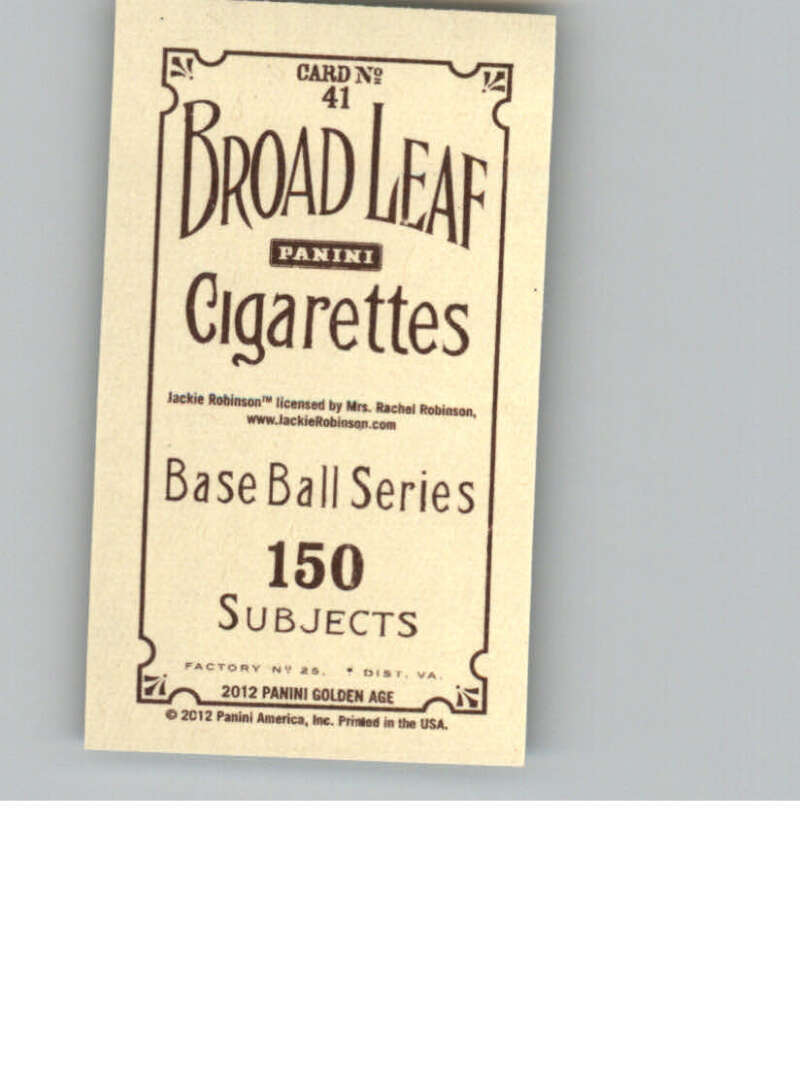 CARD Nº
41
BROAD LEAF
PANINI
Cigarettes
Jackie Robinson™ licensed by Mrs. Rachel Robinson,
www.JackieRobinson.com
Base Ball Series
150
SUBJECTS
FACTORY Nº 25. DIST. VA.
2012 PANINI GOLDEN AGE
© 2012 Panini America, Inc. Printed in the USA.